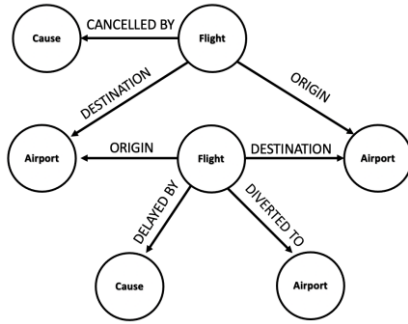 CANCELLED BY
Cause
Flight
DESTINATION
ORIGIN
Airport
ORIGIN
Flight
DESTINATION
Airport
DELAYED BY
DIVERTED TO
Cause
Airport